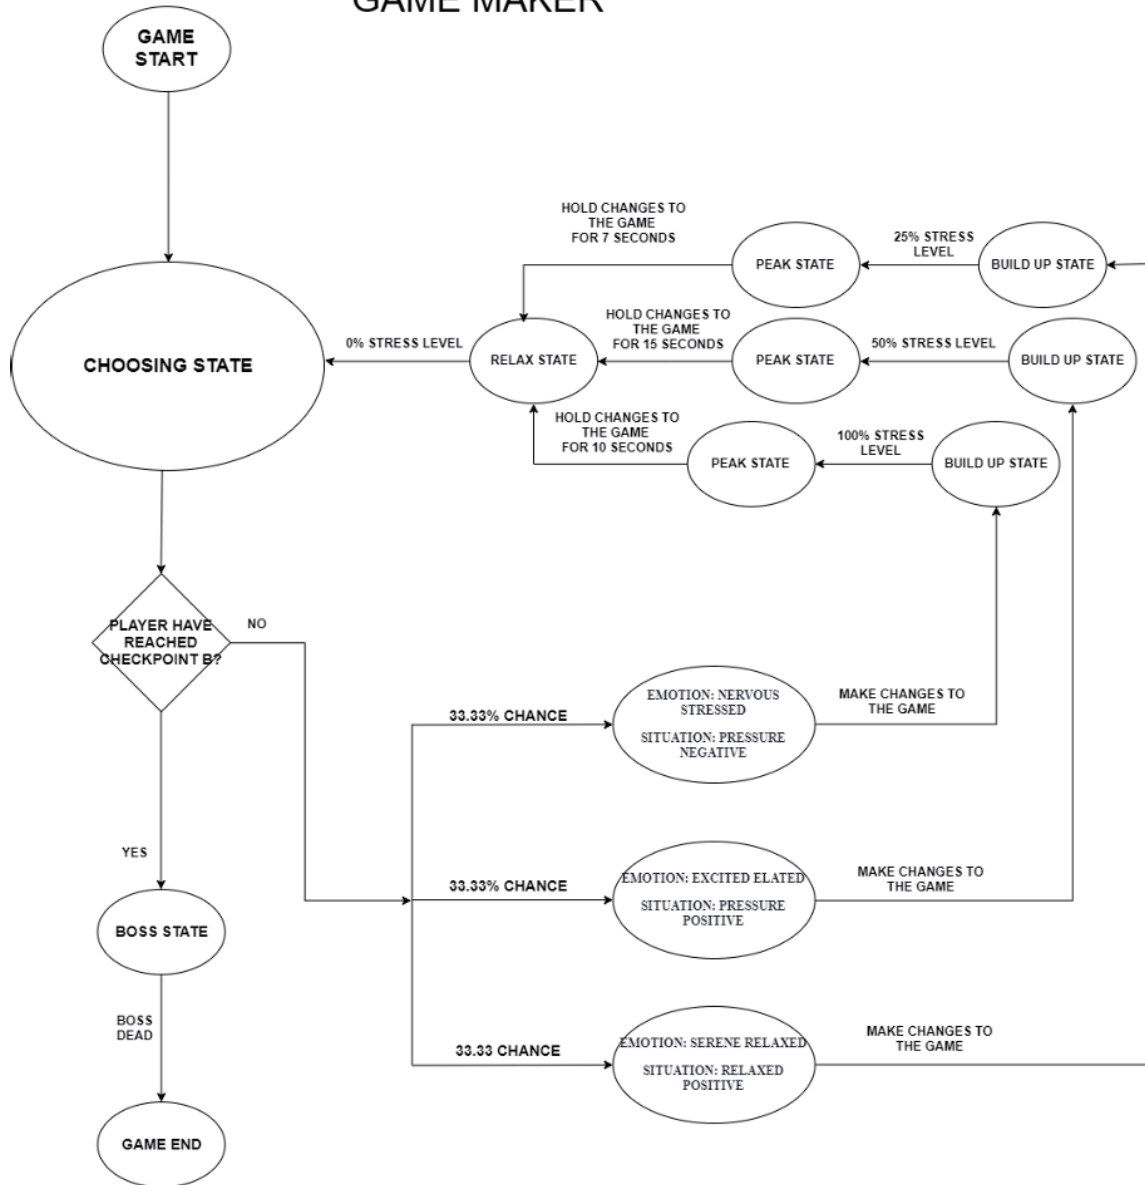 GAME MAKER
GAME
START
HOLD CHANGES TO
THE GAME
FOR 7 SECONDS
PEAK STATE
25% STRESS
LEVEL
BUILD UP STATE
CHOOSING STATE
0% STRESS LEVEL
RELAX STATE
HOLD CHANGES TO
THE GAME
FOR 15 SECONDS
PEAK STATE
50% STRESS LEVEL
BUILD UP STATE
HOLD CHANGES TO
THE GAME
FOR 10 SECONDS
PEAK STATE
100% STRESS
LEVEL
BUILD UP STATE
PLAYER HAVE
REACHED
CHECKPOINT B?
NO
33.33% CHANCE
EMOTION: NERVOUS
STRESSED
SITUATION: PRESSURE
NEGATIVE
MAKE CHANGES TO
THE GAME
YES
33.33% CHANCE
EMOTION: EXCITED ELATED
SITUATION: PRESSURE
POSITIVE
MAKE CHANGES TO
THE GAME
BOSS STATE
BOSS
DEAD
33.33 CHANCE
EMOTION: SERENE RELAXED
SITUATION: RELAXED
POSITIVE
MAKE CHANGES TO
THE GAME
GAME END